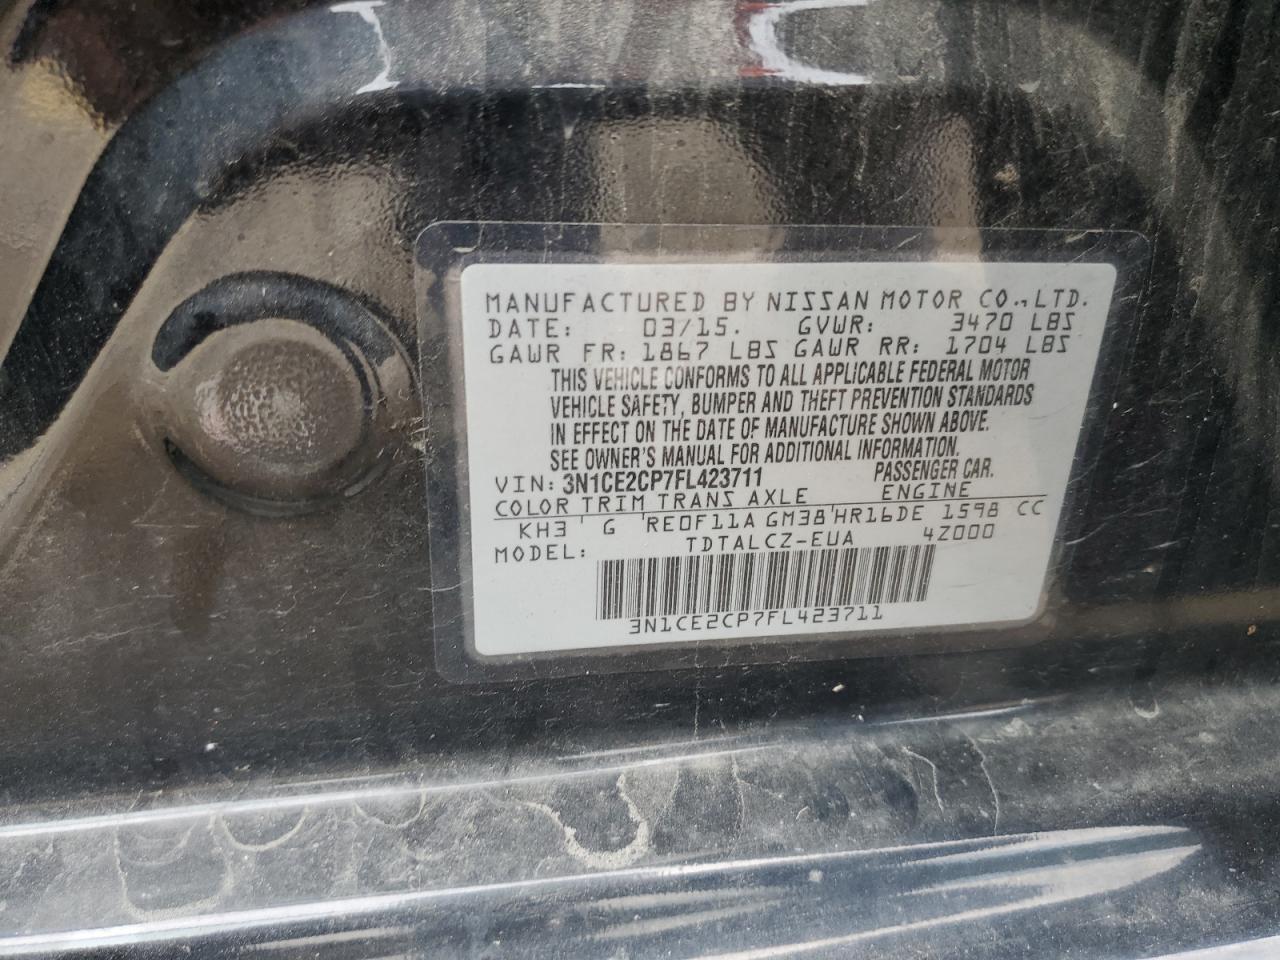 MANUFACTURED BY NISSAN MOTOR CO.,LTD.
DATE: 03/15. GVWR: 3470 LBS
GAWR FR: 1867 LBS GAWR RR: 1704 LBS
THIS VEHICLE CONFORMS TO ALL APPLICABLE FEDERAL MOTOR
VEHICLE SAFETY, BUMPER AND THEFT PREVENTION STANDARDS
IN EFFECT ON THE DATE OF MANUFACTURE SHOWN ABOVE.
SEE OWNER'S MANUAL FOR ADDITIONAL INFORMATION.
VIN: 3N1CE2CP7FL423711 PASSENGER CAR.
COLOR TRIM TRANS AXLE ENGINE
KH3 ' G ' RE0F11A GM38 ' HR16DE 1598 CC
MODEL: TDTALCZ-EUA 4Z000
3N1CE2CP7FL423711